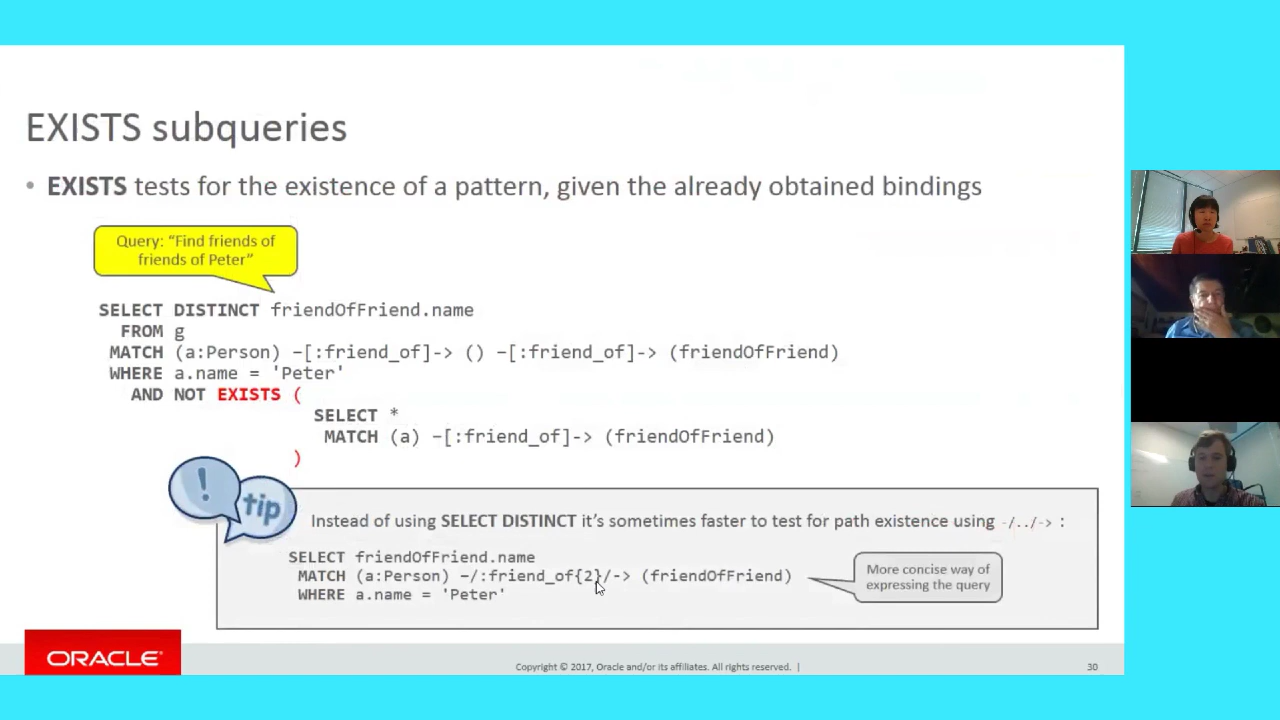 EXISTS subqueries
• EXISTS tests for the existence of a pattern, given the already obtained bindings
Query: “Find friends of
friends of Peter”
SELECT DISTINCT friendOfFriend.name
FROM g
MATCH (a:Person) –[:friend_of]-> () –[:friend_of]-> (friendOfFriend)
WHERE a.name = 'Peter'
AND NOT EXISTS (
SELECT *
MATCH (a) –[:friend_of]-> (friendOfFriend)
)
! tip
Instead of using SELECT DISTINCT it’s sometimes faster to test for path existence using -/../-> :
SELECT friendOfFriend.name
MATCH (a:Person) –/:friend_of{2}/-> (friendOfFriend)
WHERE a.name = 'Peter'
More concise way of
expressing the query
ORACLE®
Copyright © 2017, Oracle and/or its affiliates. All rights reserved. |
30